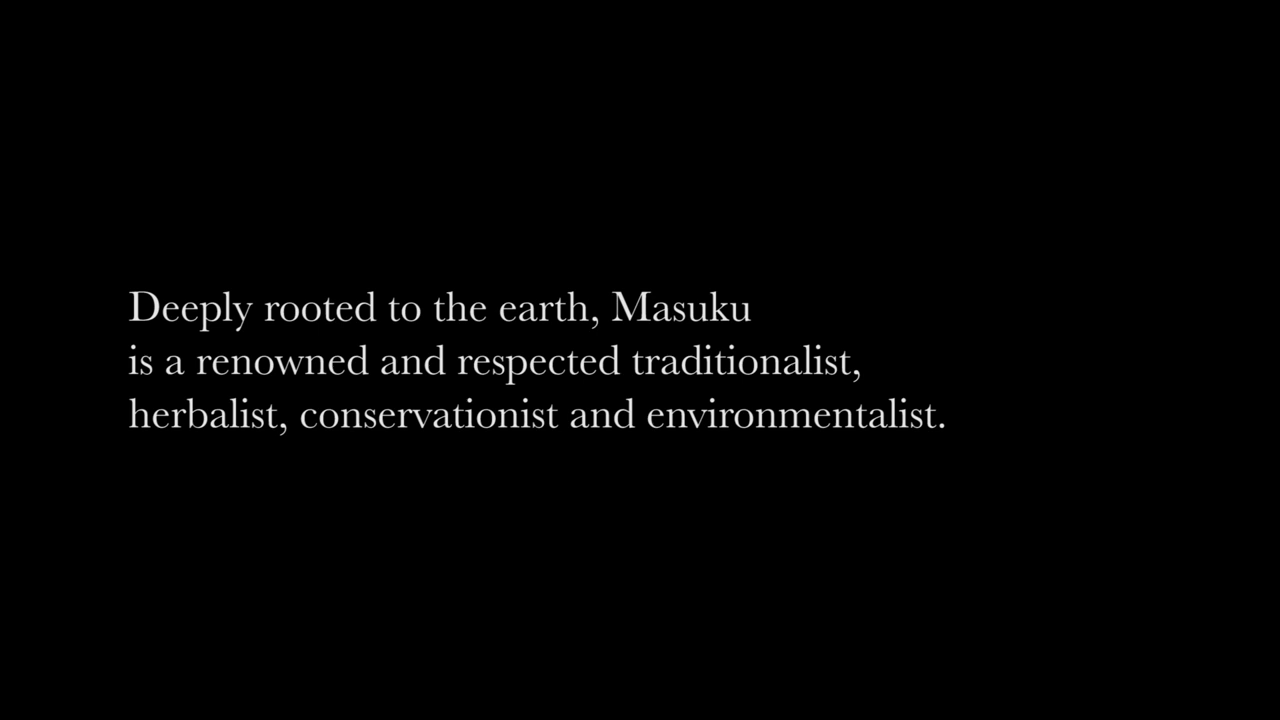 Deeply rooted to the earth, Masuku
is a renowned and respected traditionalist,
herbalist, conservationist and environmentalist.